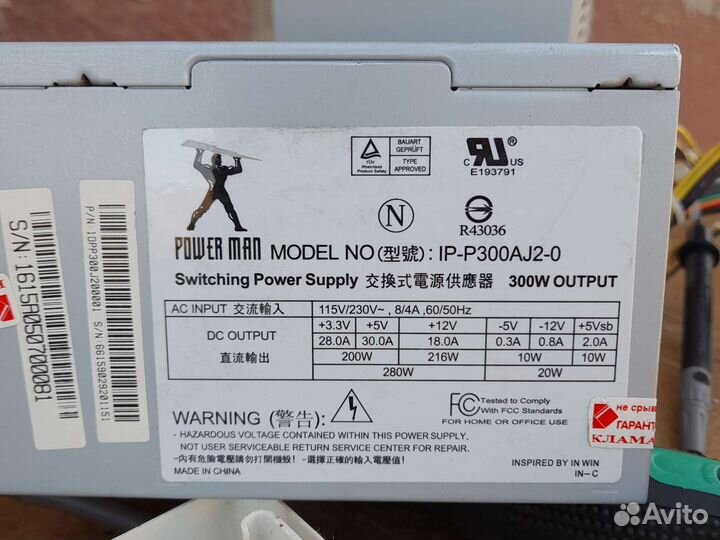 POWER MAN
MODEL NO(型號): IP-P300AJ2-0
TÜV
Rheinland
Product Safety
BAUART
GEPRÜFT
TYPE
APPROVED
C RU US
E193791
N
R43036
Switching Power Supply 交換式電源供應器 300W OUTPUT
AC INPUT 交流輸入 115V/230V~, 8/4A ,60/50Hz
DC OUTPUT
直流輸出
+3.3V +5V +12V -5V -12V +5Vsb
28.0A 30.0A 18.0A 0.3A 0.8A 2.0A
200W 216W 10W 10W
280W 20W
WARNING (警告):
- HAZARDOUS VOLTAGE CONTAINED WITHIN THIS POWER SUPPLY.
NOT USER SERVICEABLE RETURN SERVICE CENTER FOR REPAIR.
-內有危險電壓請勿打開機殼! -選擇正確的輸入電壓值!
MADE IN CHINA
FC Tested to Comply
With FCC Standards
FOR HOME OR OFFICE USE
INSPIRED BY IN WIN
IN-C
не срыв
ГАРАНТ
КЛАМА
P/N 1DPP300J200001 S/N 66159029201151
Avito